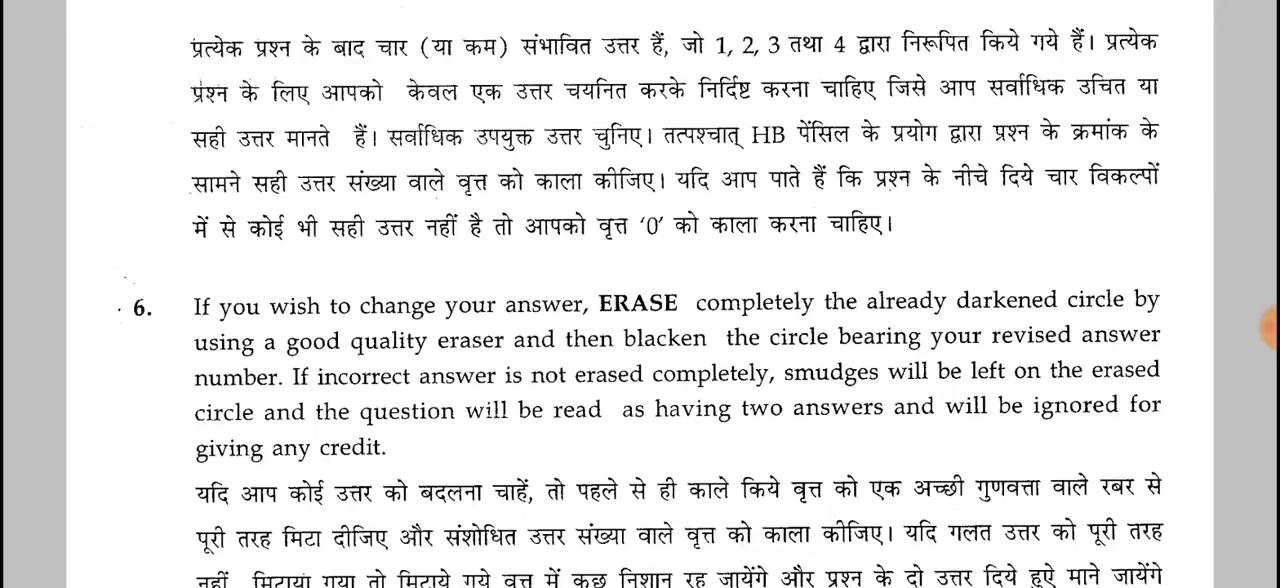 प्रत्येक प्रश्न के बाद चार (या कम) संभावित उत्तर हैं, जो 1, 2, 3 तथा 4 द्वारा निरूपित किये गये हैं। प्रत्येक
प्रंश्न के लिए आपको केवल एक उत्तर चयनित करके निर्दिष्ट करना चाहिए जिसे आप सर्वाधिक उचित या
सही उत्तर मानते हैं। सर्वाधिक उपयुक्त उत्तर चुनिए। तत्पश्चात् HB पेंसिल के प्रयोग द्वारा प्रश्न के क्रमांक के
सामने सही उत्तर संख्या वाले वृत्त को काला कीजिए। यदि आप पाते हैं कि प्रश्न के नीचे दिये चार विकल्पों
में से कोई भी सही उत्तर नहीं है तो आपको वृत्त ‘0’ को काला करना चाहिए।
6. If you wish to change your answer, ERASE completely the already darkened circle by
using a good quality eraser and then blacken the circle bearing your revised answer
number. If incorrect answer is not erased completely, smudges will be left on the erased
circle and the question will be read as having two answers and will be ignored for
giving any credit.
यदि आप कोई उत्तर को बदलना चाहें, तो पहले से ही काले किये वृत्त को एक अच्छी गुणवत्ता वाले रबर से
पूरी तरह मिटा दीजिए और संशोधित उत्तर संख्या वाले वृत्त को काला कीजिए। यदि गलत उत्तर को पूरी तरह
नहीं मिटाया गया तो मिटाये गये वृत्त में कुछ निशान रह जायेंगे और प्रश्न के दो उत्तर दिये हुऐ माने जायेंगे